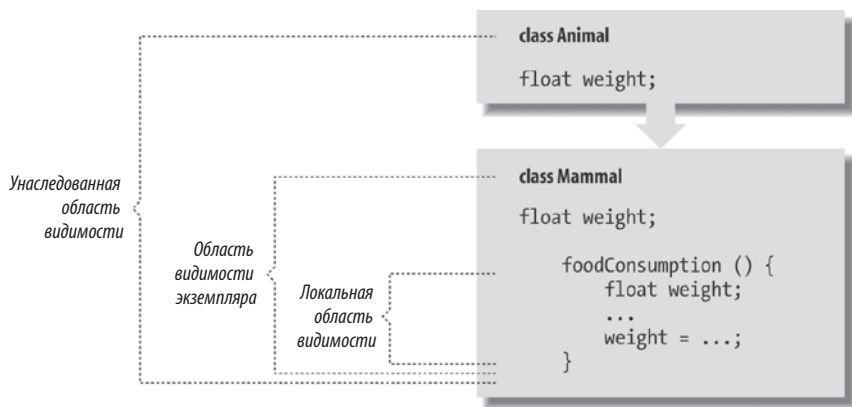 class Animal
float weight;
Унаследованная
область
видимости
Область
видимости
экземпляра
Локальная
область
видимости
class Mammal
float weight;
foodConsumption () {
float weight;
...
weight = ...;
}